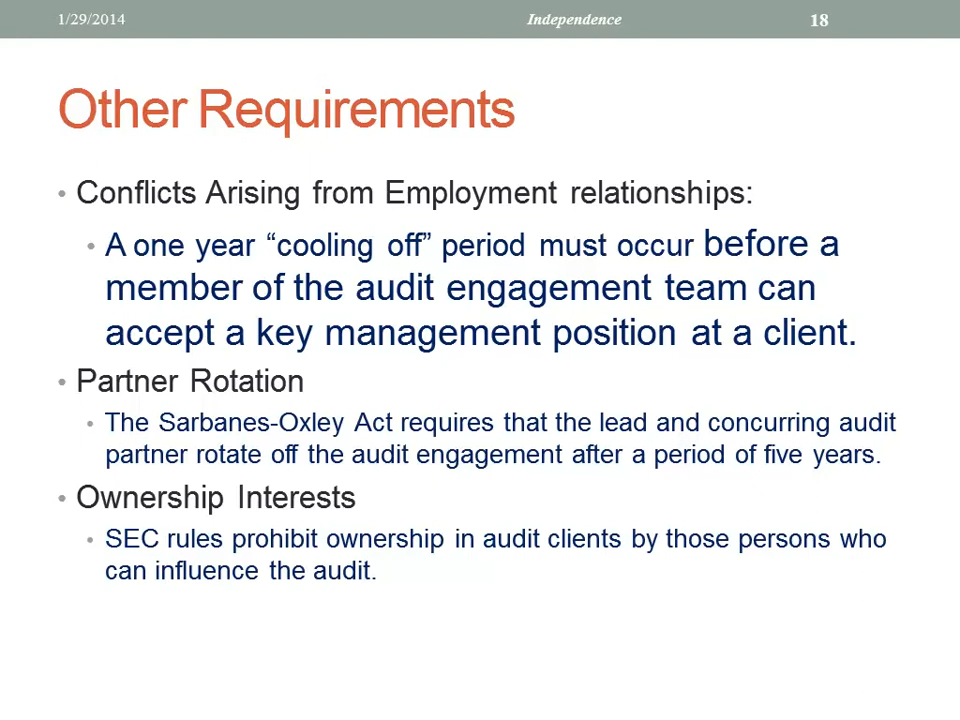 1/29/2014 Independence 18
Other Requirements
• Conflicts Arising from Employment relationships:
• A one year “cooling off” period must occur before a
member of the audit engagement team can
accept a key management position at a client.
• Partner Rotation
• The Sarbanes-Oxley Act requires that the lead and concurring audit
partner rotate off the audit engagement after a period of five years.
• Ownership Interests
• SEC rules prohibit ownership in audit clients by those persons who
can influence the audit.